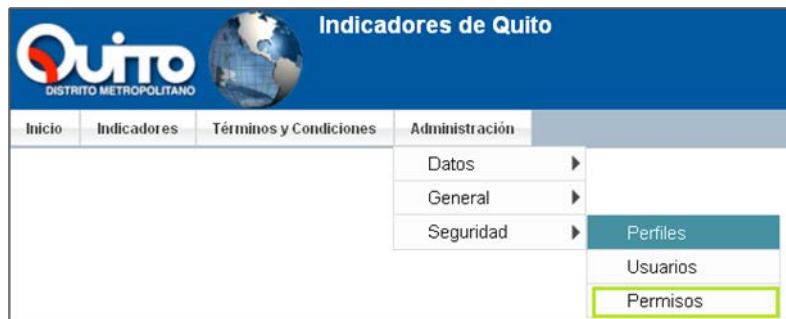 Indicadores de Quito
Quito
DISTRITO METROPOLITANO
Inicio Indicadores Términos y Condiciones Administración
Datos
General
Seguridad Perfiles
Usuarios
Permisos